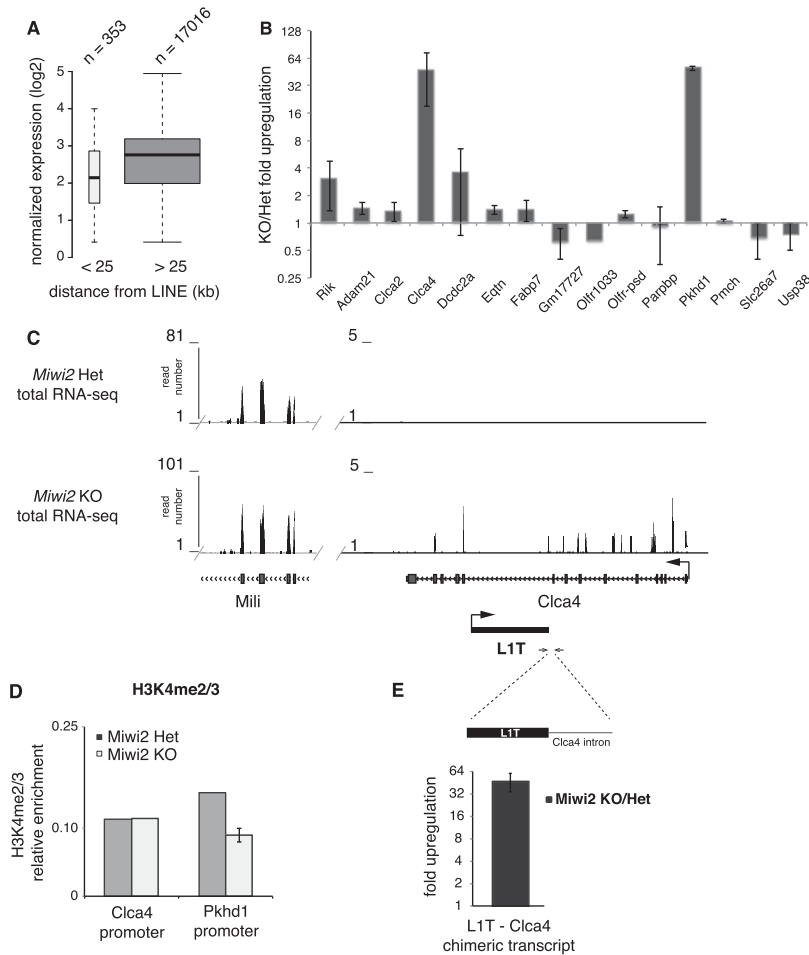 A
n = 353
n = 17016
normalized expression (log2)
5
4
3
2
1
0
< 25
> 25
distance from LINE (kb)
B
KO/Het fold upregulation
128
64
32
16
8
4
2
1
0.5
0.25
Rik
Adam21
Clca2
Clca4
Dcdc2a
Eqtn
Fabp7
Gm17727
Olfr1033
Olfr-psd
Parpbp
Pkhd1
Pmch
Slc26a7
Usp38
C
Miwi2 Het
total RNA-seq
81
read
number
1
5
1
Miwi2 KO
total RNA-seq
101
read
number
1
5
1
Mili
Clca4
L1T
D
H3K4me2/3
H3K4me2/3
relative enrichment
0.25
0.10
0
Miwi2 Het
Miwi2 KO
Clca4
promoter
Pkhd1
promoter
E
L1T
Clca4 intron
fold upregulation
64
32
16
8
4
2
1
Miwi2 KO/Het
L1T - Clca4
chimeric transcript